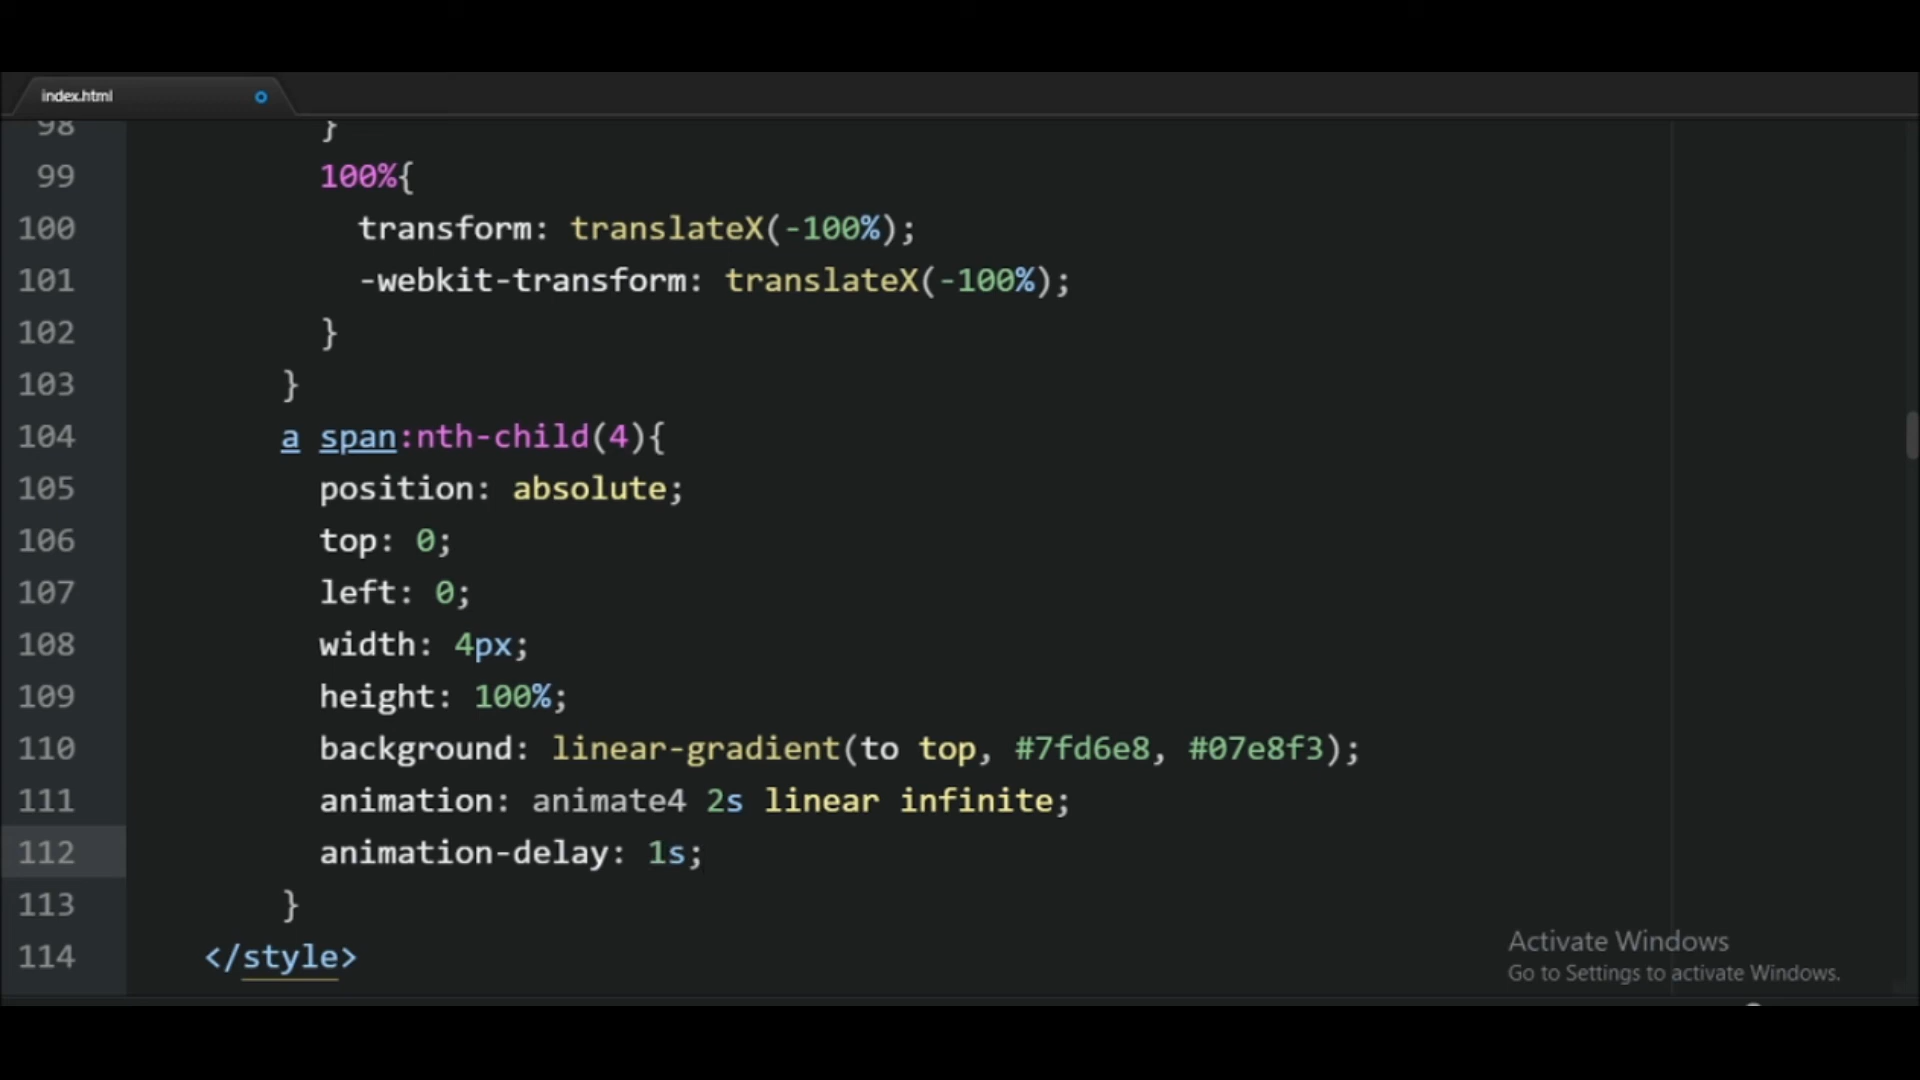 index.html
98 }
99 100%{
100 transform: translateX(-100%);
101 -webkit-transform: translateX(-100%);
102 }
103 }
104 a span:nth-child(4){
105 position: absolute;
106 top: 0;
107 left: 0;
108 width: 4px;
109 height: 100%;
110 background: linear-gradient(to top, #7fd6e8, #07e8f3);
111 animation: animate4 2s linear infinite;
112 animation-delay: 1s;
113 }
114 </style>
Activate Windows
Go to Settings to activate Windows.